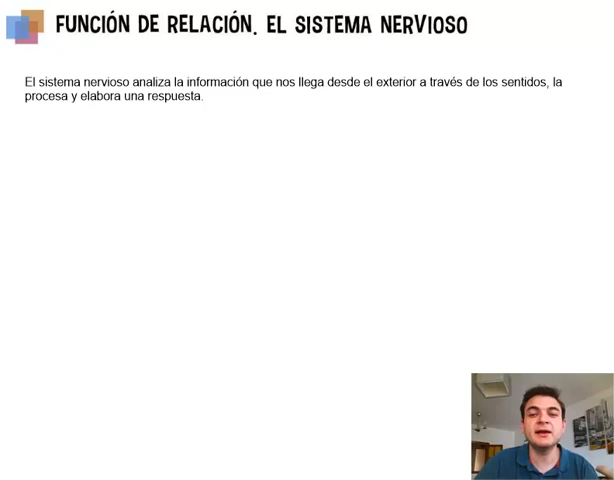 FUNCIÓN DE RELACIÓN. EL SISTEMA NERVIOSO
El sistema nervioso analiza la información que nos llega desde el exterior a través de los sentidos, la
procesa y elabora una respuesta.